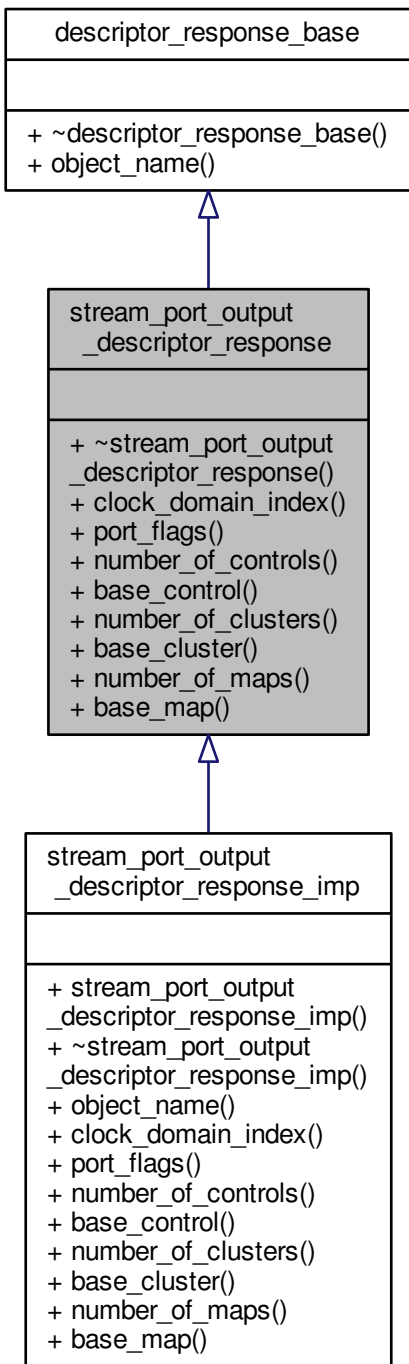 descriptor_response_base
+ ~descriptor_response_base()
+ object_name()
stream_port_output
_descriptor_response
+ ~stream_port_output
_descriptor_response()
+ clock_domain_index()
+ port_flags()
+ number_of_controls()
+ base_control()
+ number_of_clusters()
+ base_cluster()
+ number_of_maps()
+ base_map()
stream_port_output
_descriptor_response_imp
+ stream_port_output
_descriptor_response_imp()
+ ~stream_port_output
_descriptor_response_imp()
+ object_name()
+ clock_domain_index()
+ port_flags()
+ number_of_controls()
+ base_control()
+ number_of_clusters()
+ base_cluster()
+ number_of_maps()
+ base_map()